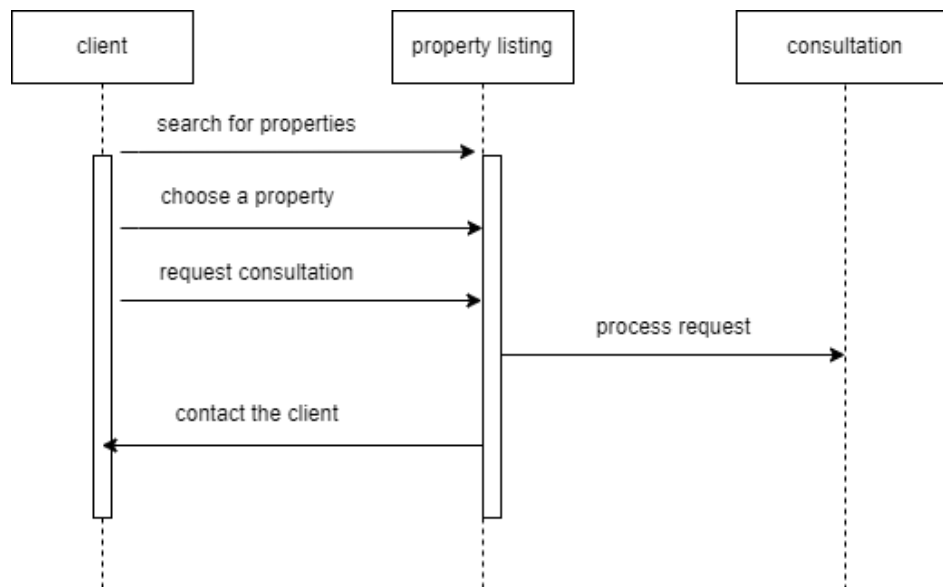 client
property listing
consultation
search for properties
choose a property
request consultation
process request
contact the client